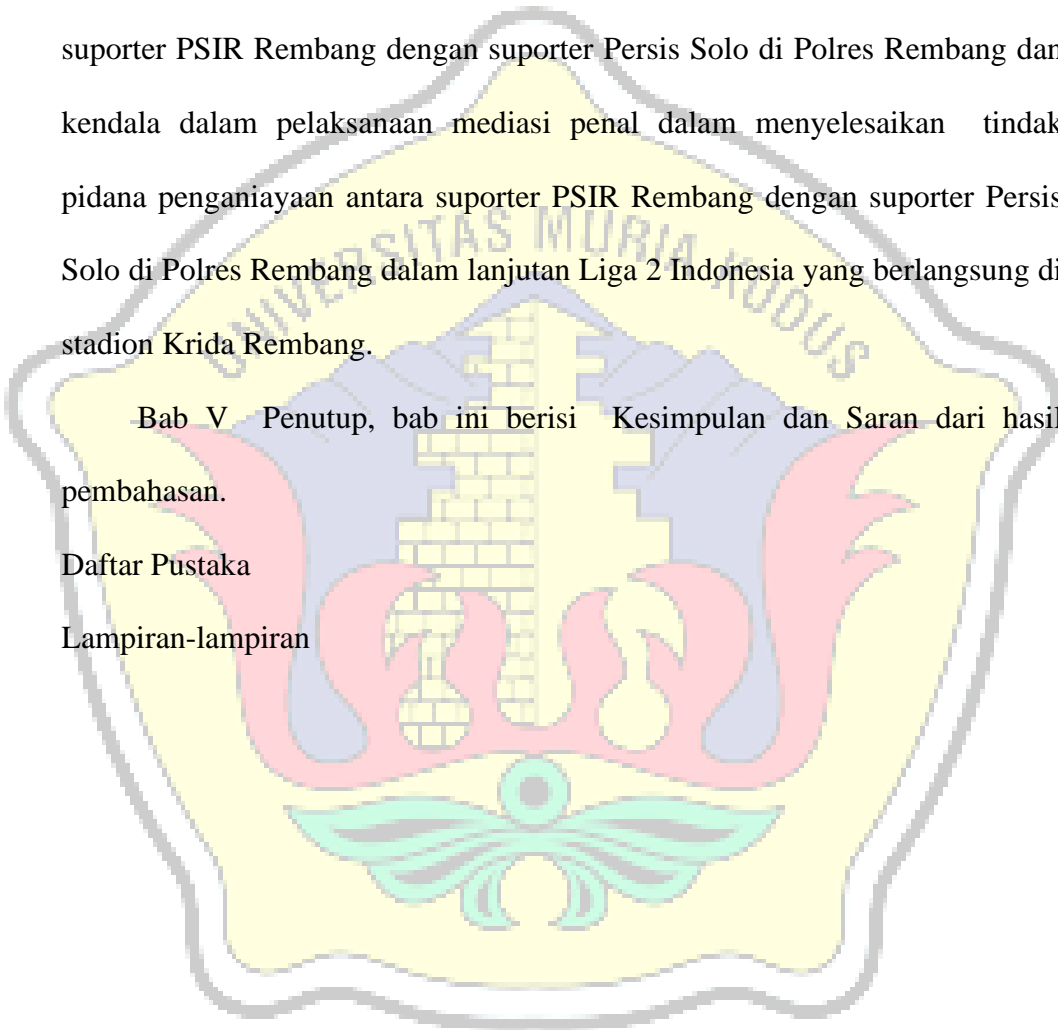 suporter PSIR Rembang dengan suporter Persis Solo di Polres Rembang dan
kendala dalam pelaksanaan mediasi penal dalam menyelesaikan tindak
pidana penganiayaan antara suporter PSIR Rembang dengan suporter Persis
UNIVERSITAS MURIA KUDUS
Solo di Polres Rembang dalam lanjutan Liga 2 Indonesia yang berlangsung di
stadion Krida Rembang.
Bab V Penutup, bab ini berisi Kesimpulan dan Saran dari hasil
pembahasan.
Daftar Pustaka
Lampiran-lampiran